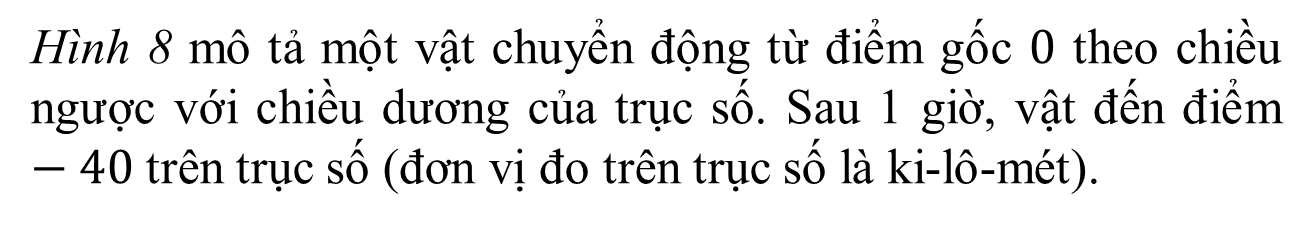 Hình 8 mô tả một vật chuyển động từ điểm gốc 0 theo chiều
ngược với chiều dương của trục số. Sau 1 giờ, vật đến điểm
− 40 trên trục số (đơn vị đo trên trục số là ki-lô-mét).